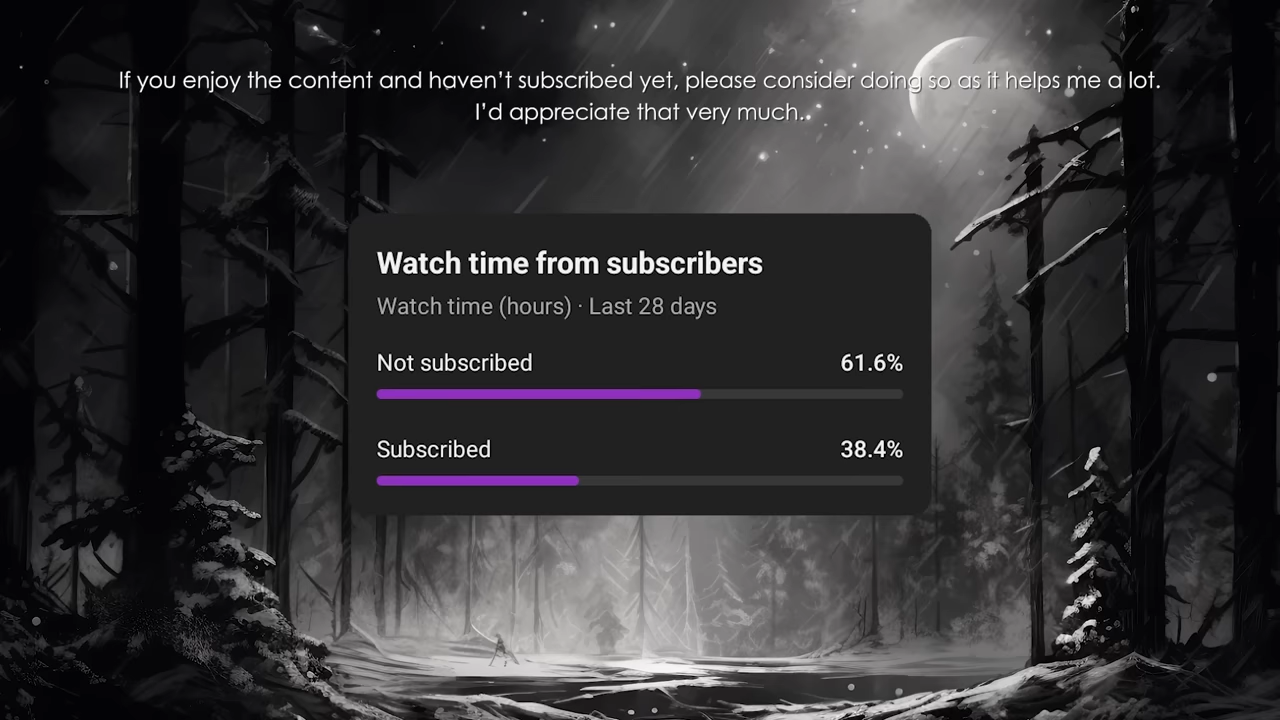 If you enjoy the content and haven’t subscribed yet, please consider doing so as it helps me a lot.
I’d appreciate that very much.
Watch time from subscribers
Watch time (hours) · Last 28 days
Not subscribed 61.6%
Subscribed 38.4%